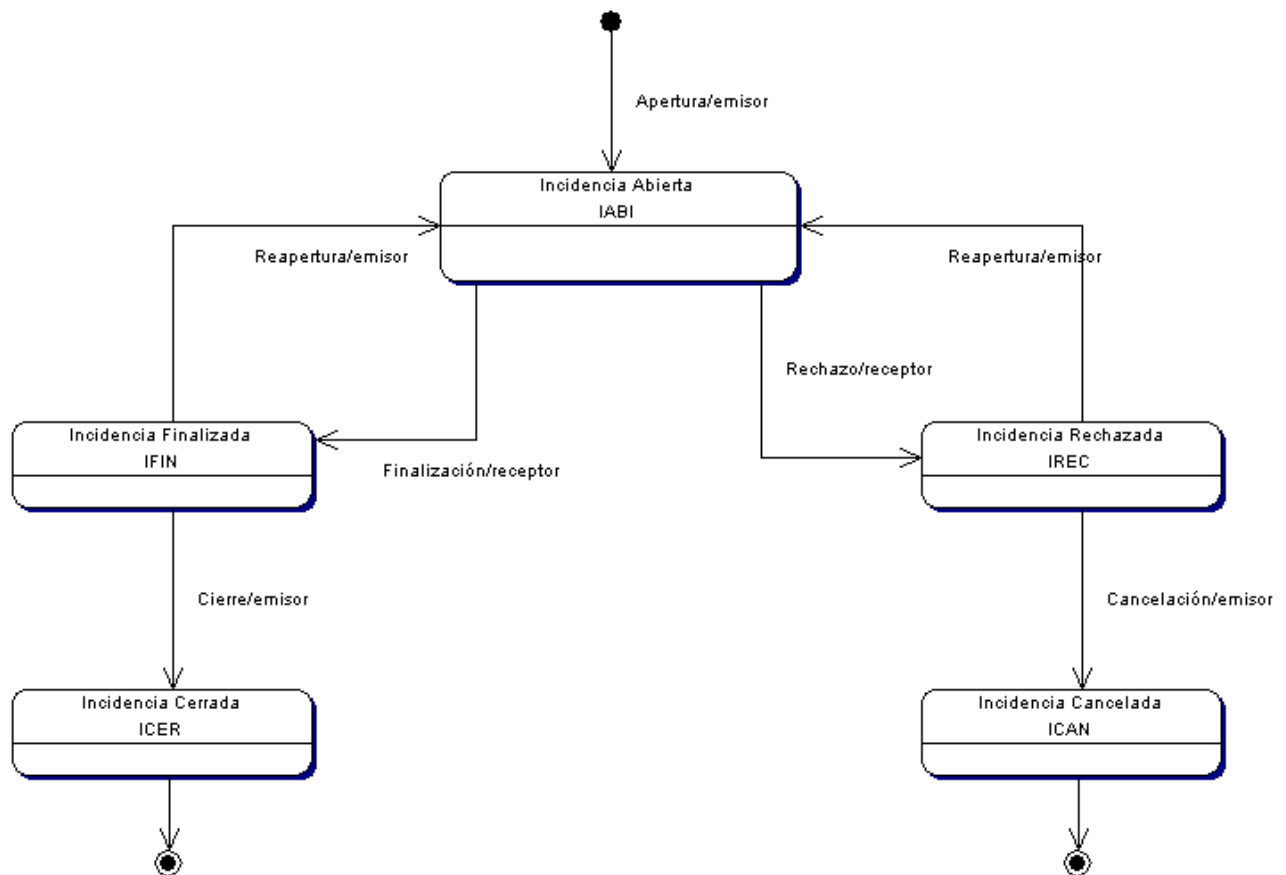 Apertura/emisor
Incidencia Abierta
IABI
Reapertura/emisor
Reapertura/emisor
Rechazo/receptor
Incidencia Finalizada
IFIN
Finalización/receptor
Incidencia Rechazada
IREC
Cierre/emisor
Cancelación/emisor
Incidencia Cerrada
ICER
Incidencia Cancelada
ICAN